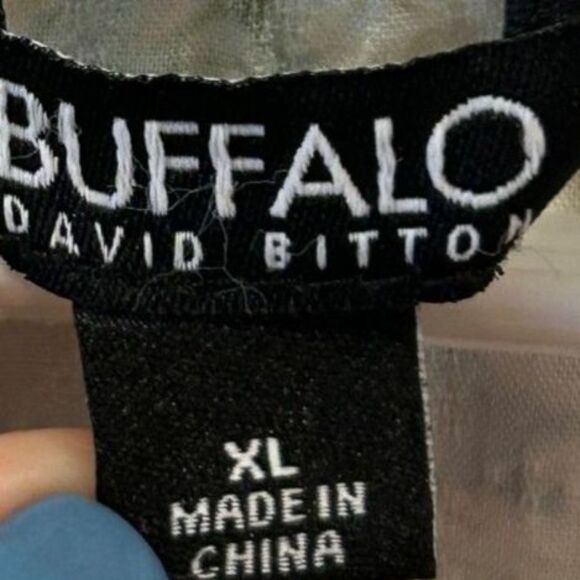 BUFFALO
DAVID BITTON
XL
MADE IN
CHINA